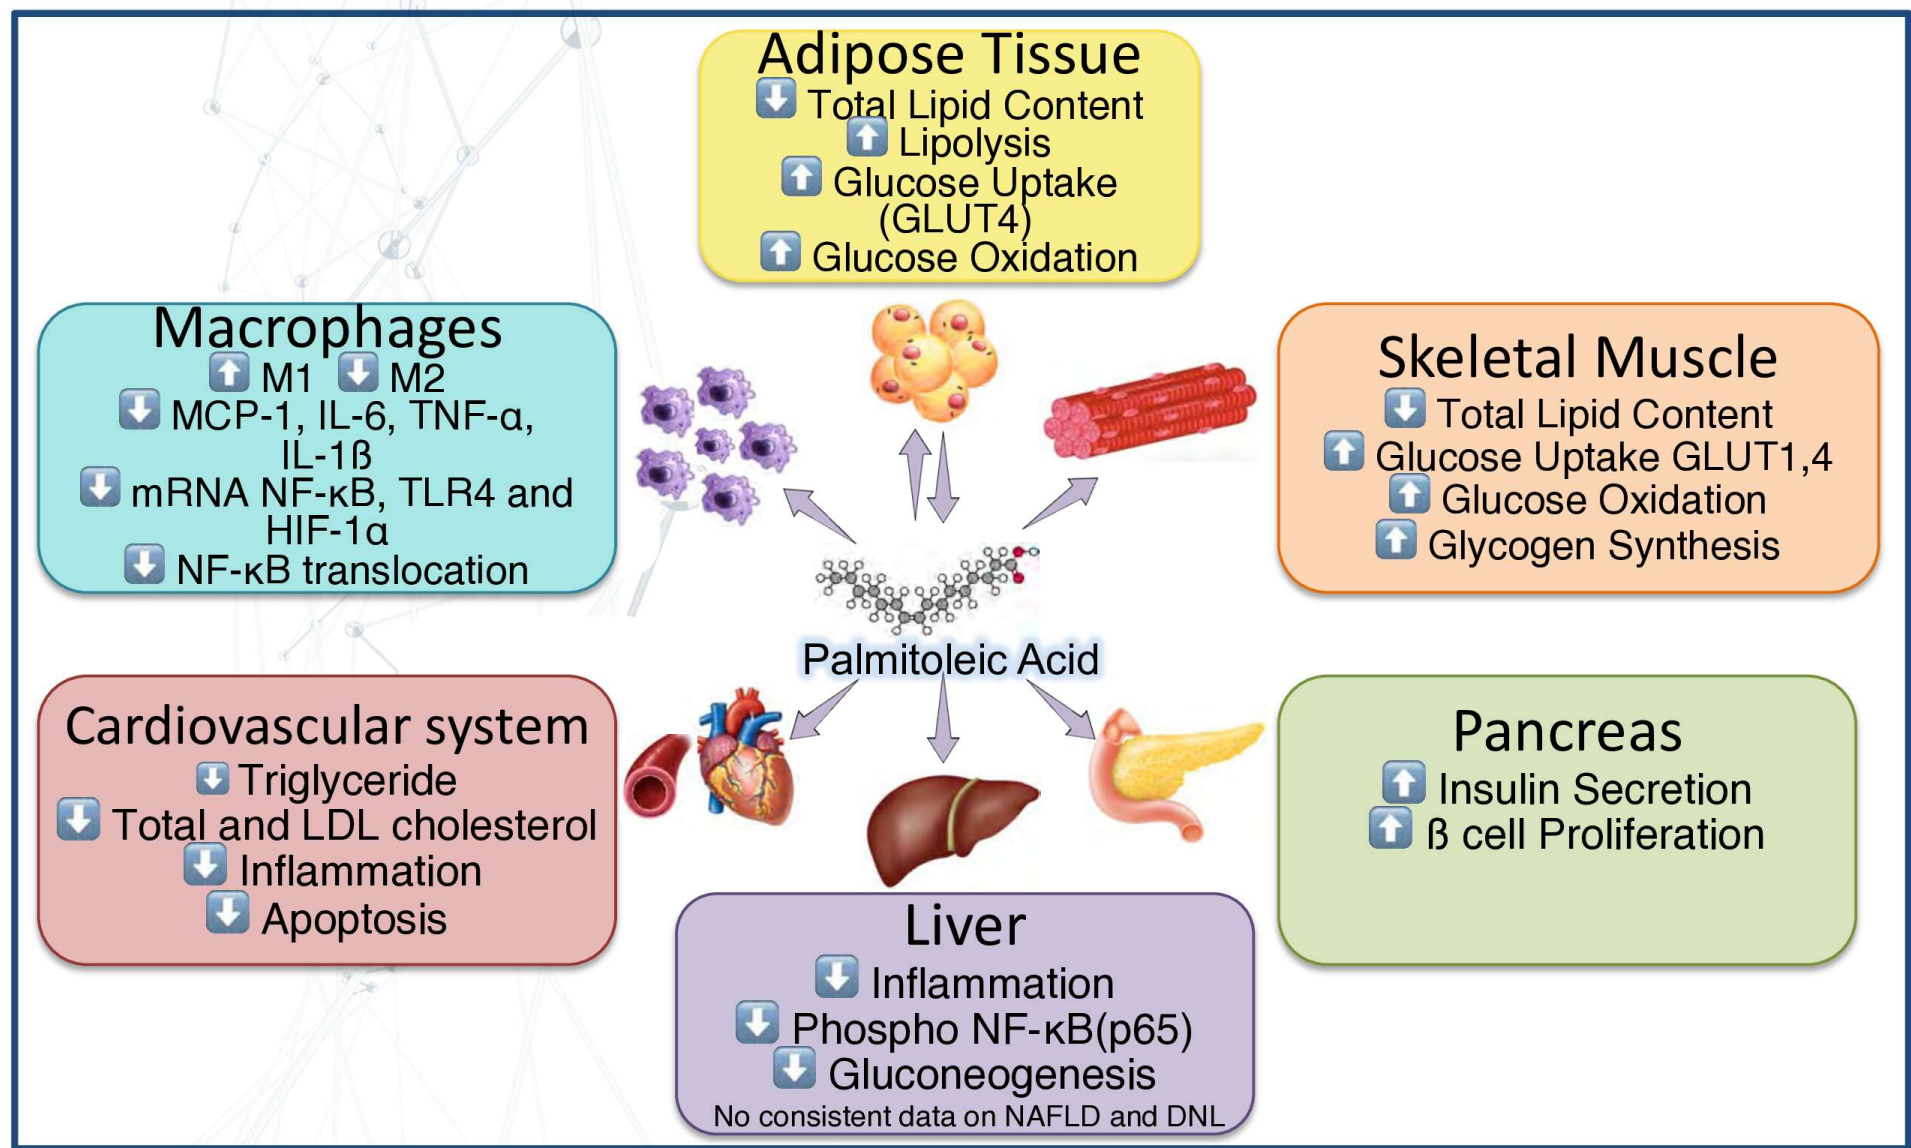 Adipose Tissue
⬇ Total Lipid Content
⬆ Lipolysis
⬆ Glucose Uptake
(GLUT4)
⬆ Glucose Oxidation
Macrophages
⬆ M1 ⬇ M2
⬇ MCP-1, IL-6, TNF-α,
IL-1ß
⬇ mRNA NF-κB, TLR4 and
HIF-1α
⬇ NF-κB translocation
Skeletal Muscle
⬇ Total Lipid Content
⬆ Glucose Uptake GLUT1,4
⬆ Glucose Oxidation
⬆ Glycogen Synthesis
Palmitoleic Acid
Cardiovascular system
⬇ Triglyceride
⬇ Total and LDL cholesterol
⬇ Inflammation
⬇ Apoptosis
Pancreas
⬆ Insulin Secretion
⬆ ß cell Proliferation
Liver
⬇ Inflammation
⬇ Phospho NF-κB(p65)
⬇ Gluconeogenesis
No consistent data on NAFLD and DNL